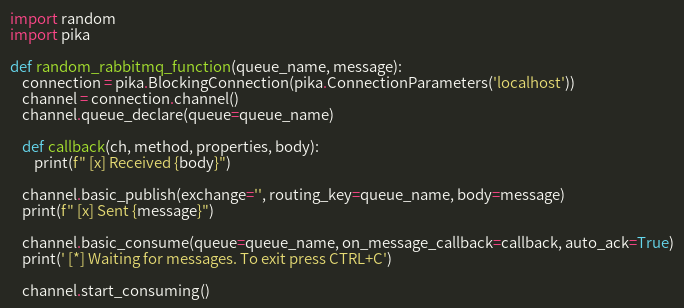 import random
import pika
def random_rabbitmq_function(queue_name, message):
connection = pika.BlockingConnection(pika.ConnectionParameters('localhost'))
channel = connection.channel()
channel.queue_declare(queue=queue_name)
def callback(ch, method, properties, body):
print(f" [x] Received {body}")
channel.basic_publish(exchange='', routing_key=queue_name, body=message)
print(f" [x] Sent {message}")
channel.basic_consume(queue=queue_name, on_message_callback=callback, auto_ack=True)
print(' [*] Waiting for messages. To exit press CTRL+C')
channel.start_consuming()